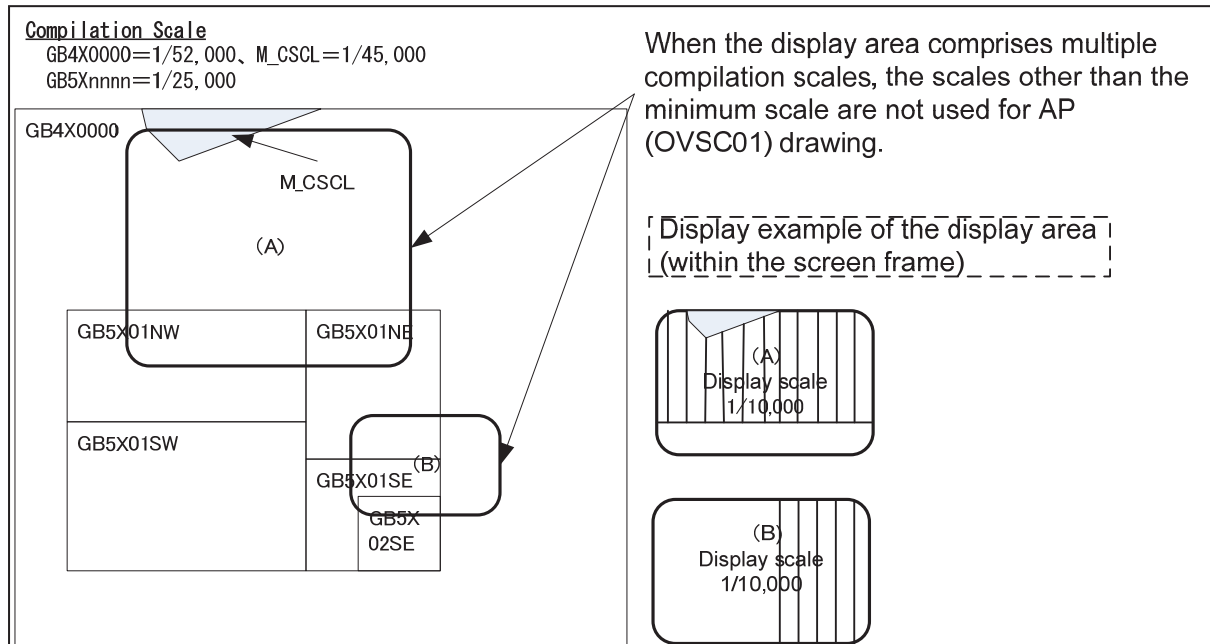 Compilation Scale
GB4X0000＝1/52,000、M_CSCL＝1/45,000
GB5Xnnnn＝1/25,000
When the display area comprises multiple
compilation scales, the scales other than the
minimum scale are not used for AP
(OVSC01) drawing.
GB4X0000
M_CSCL
(A)
Display example of the display area
(within the screen frame)
GB5X01NW
GB5X01NE
(A)
Display scale
1/10,000
GB5X01SW
(B)
GB5X01SE
GB5X
02SE
(B)
Display scale
1/10,000